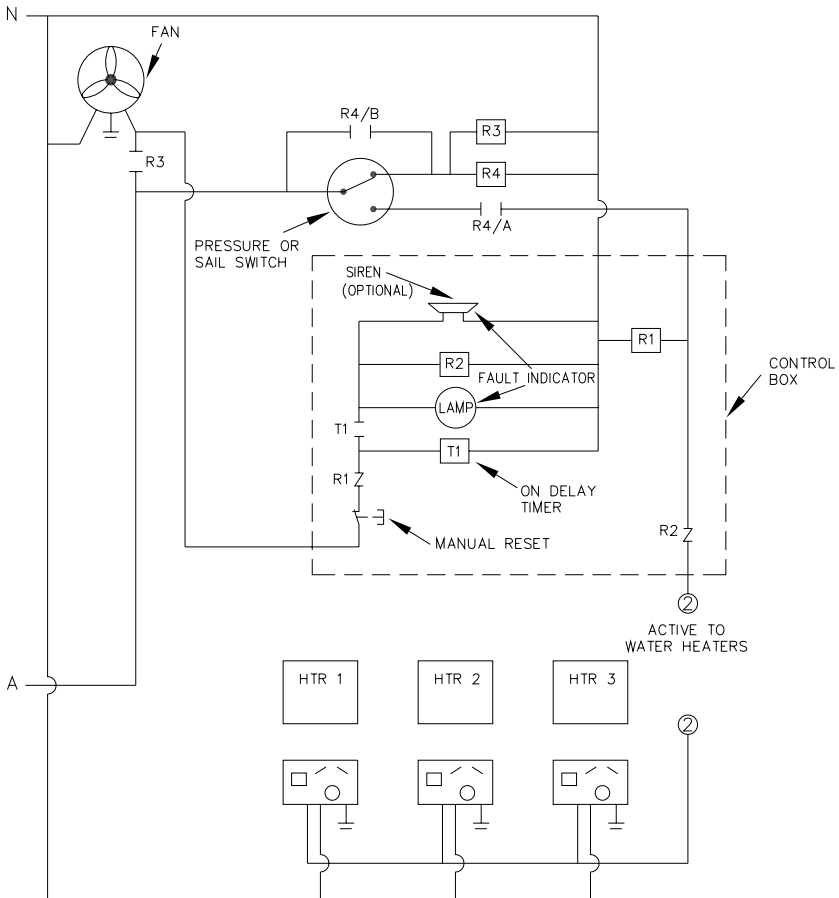 N
FAN
R4/B
R3
R3
R4
R4/A
PRESSURE OR
SAIL SWITCH
SIREN
(OPTIONAL)
R1
R2
FAULT INDICATOR
CONTROL
BOX
LAMP
T1
T1
R1
ON DELAY
TIMER
R2
MANUAL RESET
2
ACTIVE TO
WATER HEATERS
A
HTR 1
HTR 2
HTR 3
2